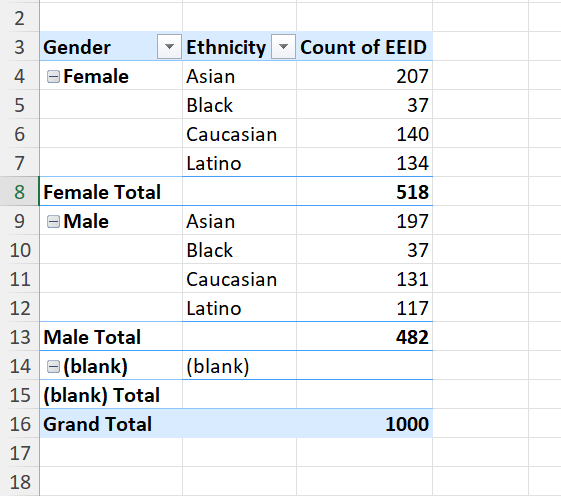 2
3 Gender Ethnicity Count of EEID
4 Female Asian 207
5 Black 37
6 Caucasian 140
7 Latino 134
8 Female Total 518
9 Male Asian 197
10 Black 37
11 Caucasian 131
12 Latino 117
13 Male Total 482
14 (blank) (blank)
15 (blank) Total
16 Grand Total 1000
17
18